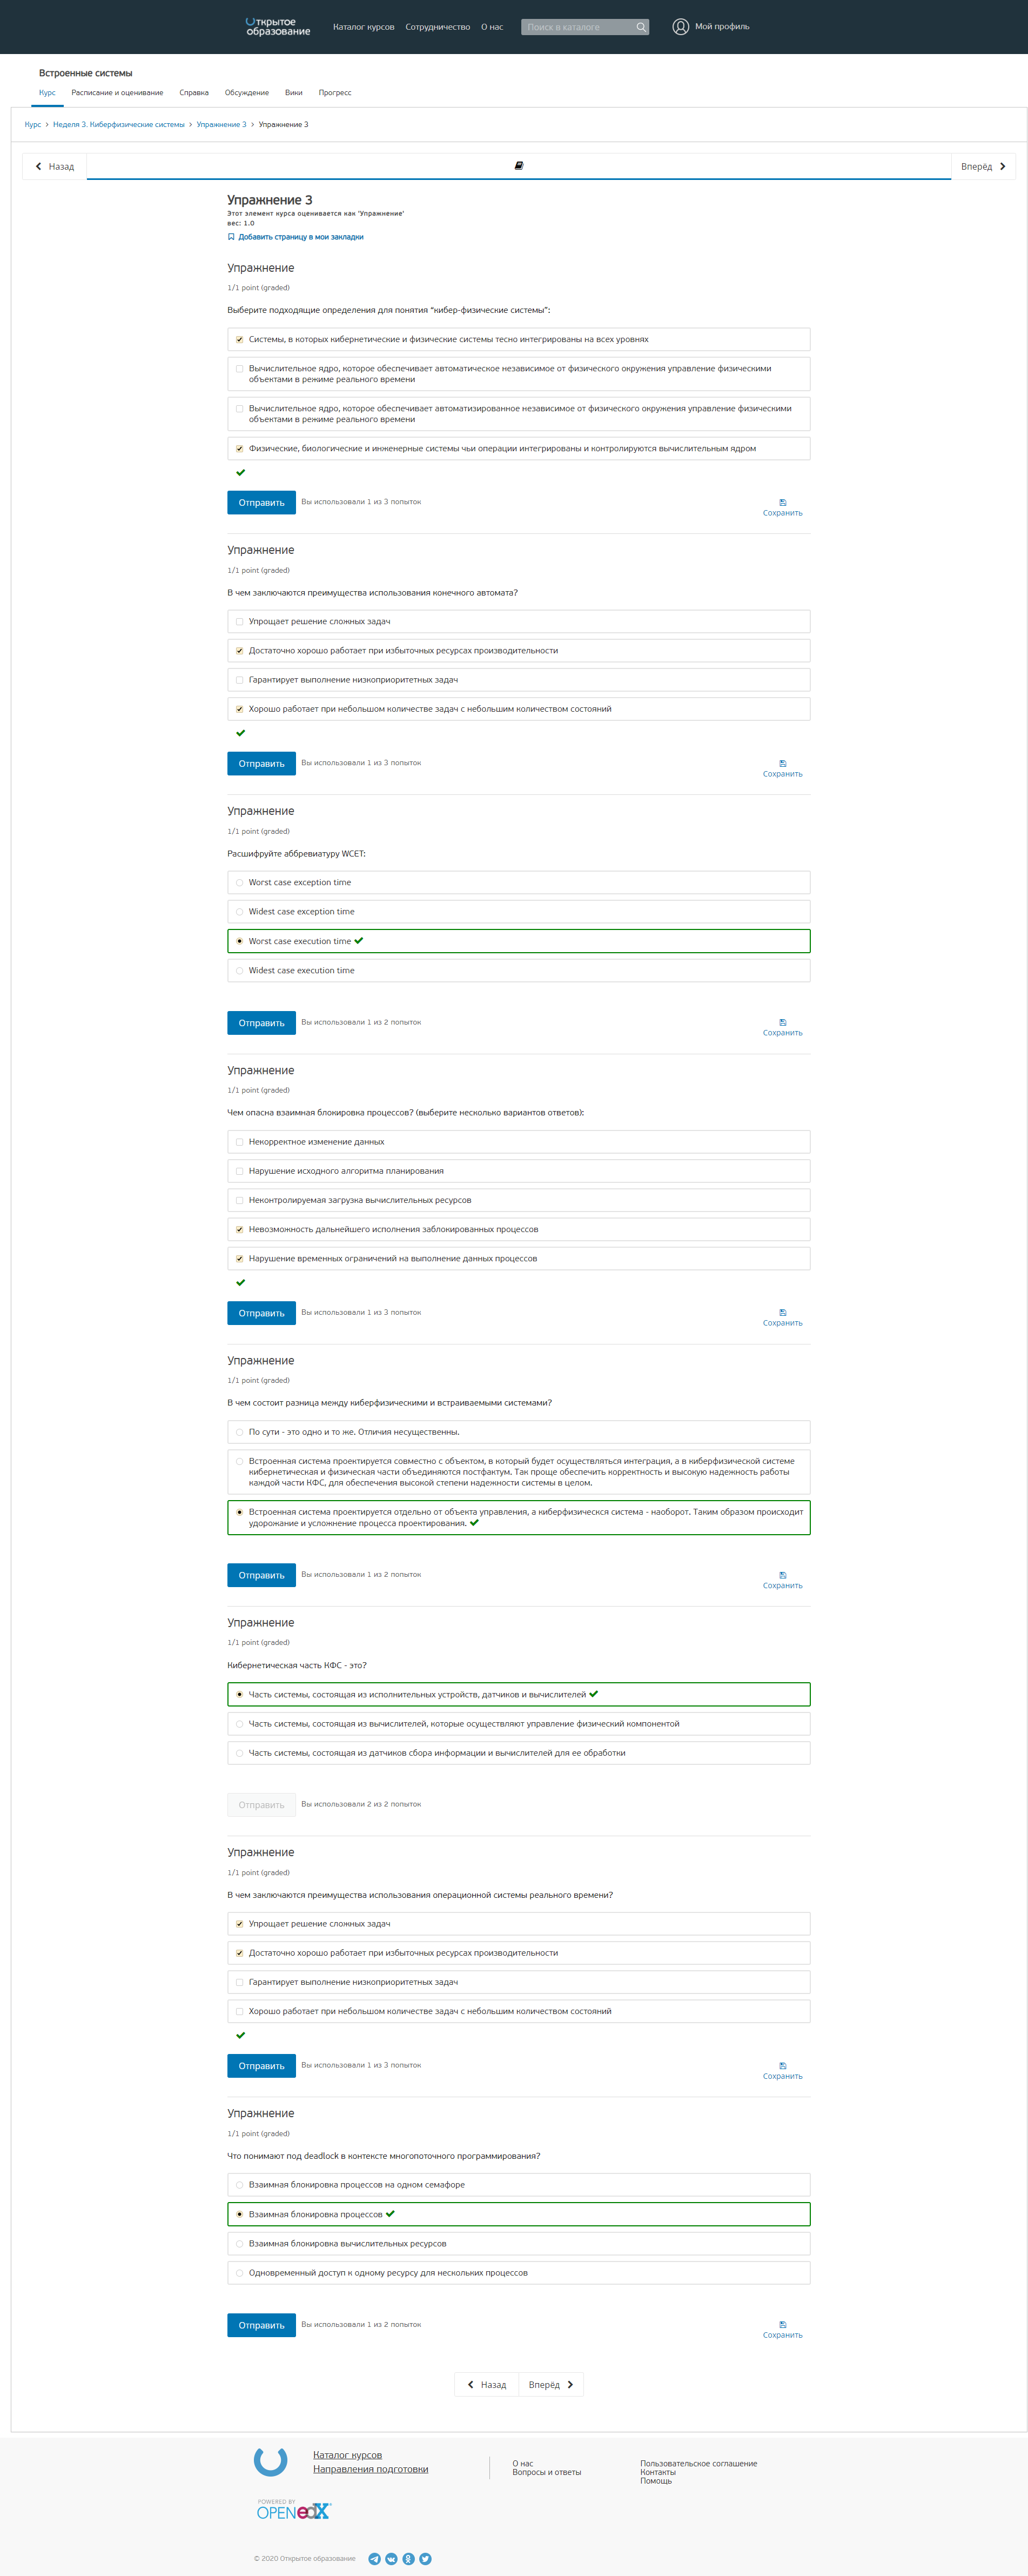 Открытое
образование
Каталог курсов
Сотрудничество
О нас
Поиск в каталоге
Мой профиль
Встроенные системы
Курс
Расписание и оценивание
Справка
Обсуждение
Вики
Прогресс
Курс > Неделя 3. Киберфизические системы > Упражнение 3 > Упражнение 3
Назад
Вперёд
Упражнение 3
Этот элемент курса оценивается как 'Упражнение'
вес: 1.0
Добавить страницу в мои закладки
Упражнение
1/1 point (graded)
Выберите подходящие определения для понятия "кибер-физические системы":
Системы, в которых кибернетические и физические системы тесно интегрированы на всех уровнях
Вычислительное ядро, которое обеспечивает автоматическое независимое от физического окружения управление физическими
объектами в режиме реального времени
Вычислительное ядро, которое обеспечивает автоматизированное независимое от физического окружения управление физическими
объектами в режиме реального времени
Физические, биологические и инженерные системы чьи операции интегрированы и контролируются вычислительным ядром
Отправить
Вы использовали 1 из 3 попыток
Сохранить
Упражнение
1/1 point (graded)
В чем заключаются преимущества использования конечного автомата?
Упрощает решение сложных задач
Достаточно хорошо работает при избыточных ресурсах производительности
Гарантирует выполнение низкоприоритетных задач
Хорошо работает при небольшом количестве задач с небольшим количеством состояний
Отправить
Вы использовали 1 из 3 попыток
Сохранить
Упражнение
1/1 point (graded)
Расшифруйте аббревиатуру WCET:
Worst case exception time
Widest case exception time
Worst case execution time
Widest case execution time
Отправить
Вы использовали 1 из 2 попыток
Сохранить
Упражнение
1/1 point (graded)
Чем опасна взаимная блокировка процессов? (выберите несколько вариантов ответов):
Некорректное изменение данных
Нарушение исходного алгоритма планирования
Неконтролируемая загрузка вычислительных ресурсов
Невозможность дальнейшего исполнения заблокированных процессов
Нарушение временных ограничений на выполнение данных процессов
Отправить
Вы использовали 1 из 3 попыток
Сохранить
Упражнение
1/1 point (graded)
В чем состоит разница между киберфизическими и встраиваемыми системами?
По сути - это одно и то же. Отличия несущественны.
Встроенная система проектируется совместно с объектом, в который будет осуществляться интеграция, а в киберфизической системе
кибернетическая и физическая части объединяются постфактум. Так проще обеспечить корректность и высокую надежность работы
каждой части КФС, для обеспечения высокой степени надежности системы в целом.
Встроенная система проектируется отдельно от объекта управления, а киберфизическся система - наоборот. Таким образом происходит
удорожание и усложнение процесса проектирования.
Отправить
Вы использовали 1 из 2 попыток
Сохранить
Упражнение
1/1 point (graded)
Кибернетическая часть КФС - это?
Часть системы, состоящая из исполнительных устройств, датчиков и вычислителей
Часть системы, состоящая из вычислителей, которые осуществляют управление физический компонентой
Часть системы, состоящая из датчиков сбора информации и вычислителей для ее обработки
Отправить
Вы использовали 2 из 2 попыток
Упражнение
1/1 point (graded)
В чем заключаются преимущества использования операционной системы реального времени?
Упрощает решение сложных задач
Достаточно хорошо работает при избыточных ресурсах производительности
Гарантирует выполнение низкоприоритетных задач
Хорошо работает при небольшом количестве задач с небольшим количеством состояний
Отправить
Вы использовали 1 из 3 попыток
Сохранить
Упражнение
1/1 point (graded)
Что понимают под deadlock в контексте многопоточного программирования?
Взаимная блокировка процессов на одном семафоре
Взаимная блокировка процессов
Взаимная блокировка вычислительных ресурсов
Одновременный доступ к одному ресурсу для нескольких процессов
Отправить
Вы использовали 1 из 2 попыток
Сохранить
Назад
Вперёд
Каталог курсов
Направления подготовки
О нас
Вопросы и ответы
Пользовательское соглашение
Контакты
Помощь
POWERED BY
OPEN edX
© 2020 Открытое образование